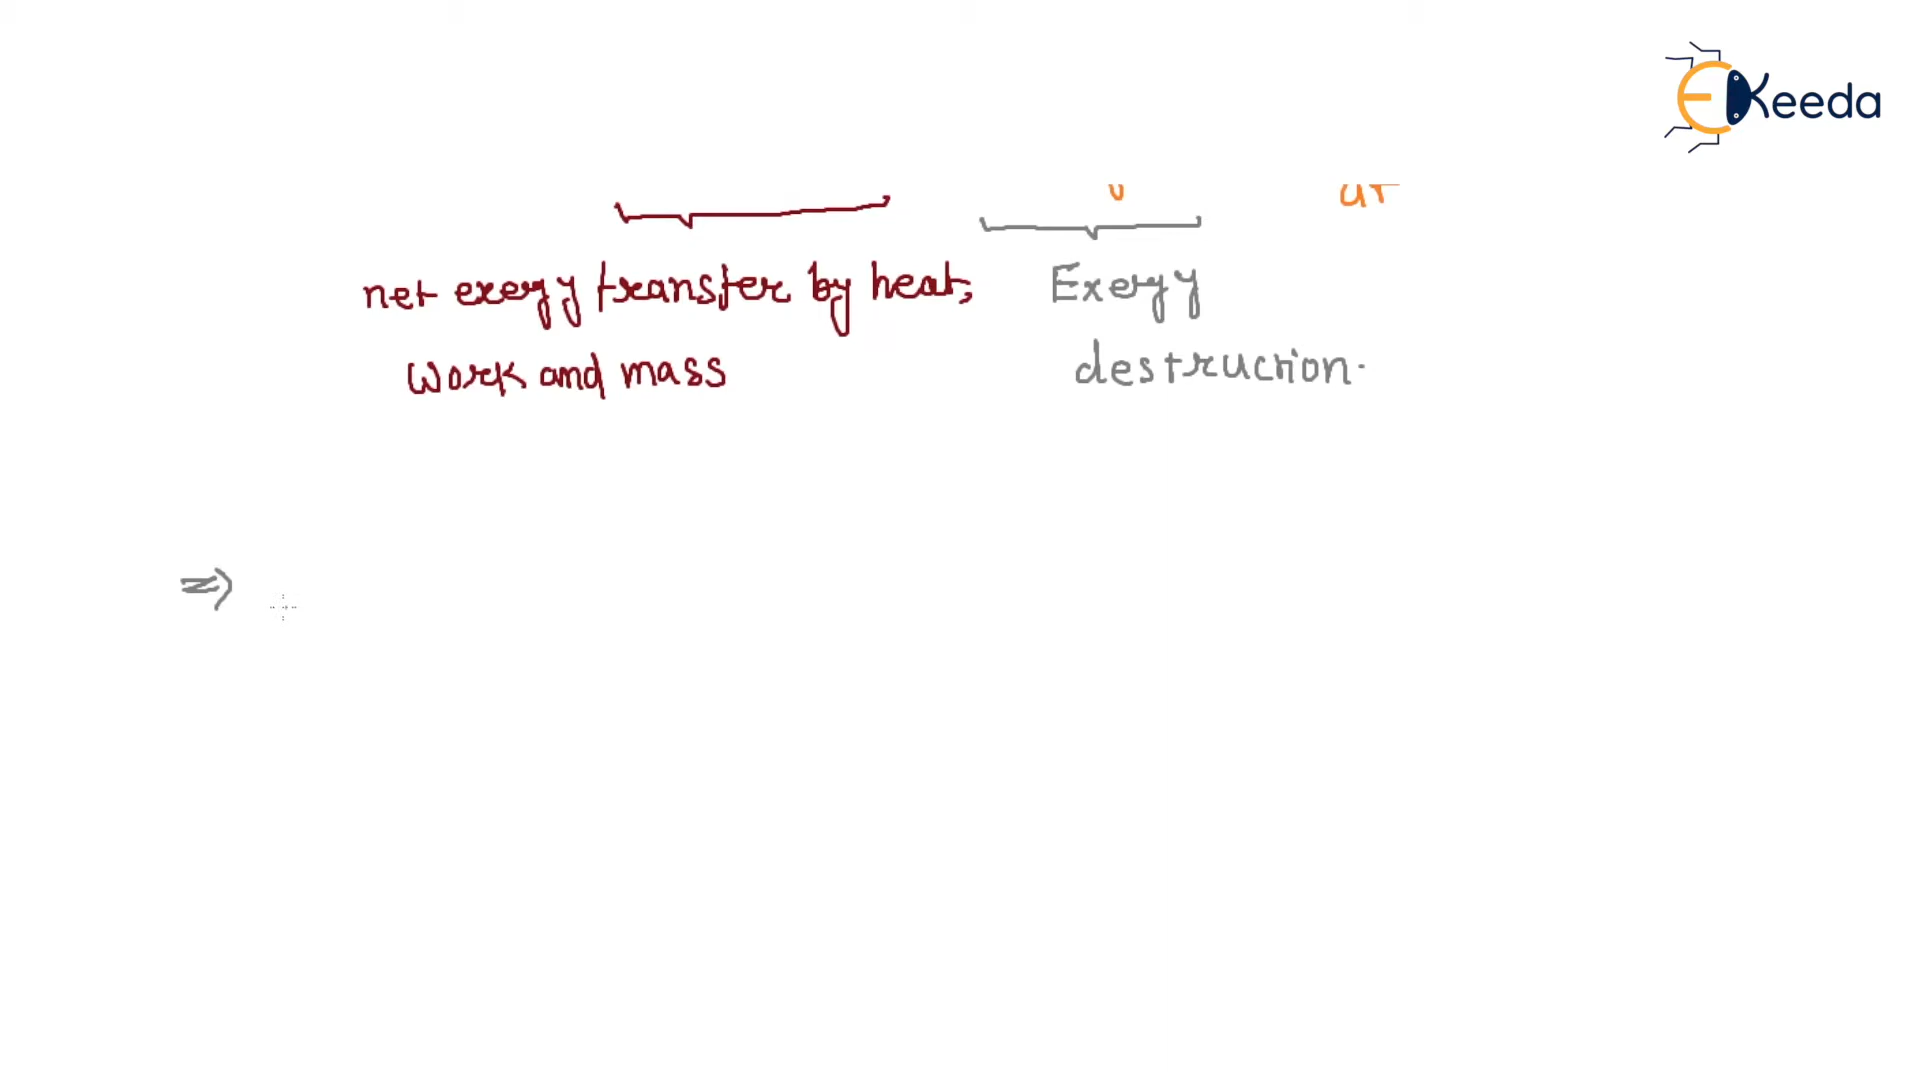 EKeeda
net exergy transfer by heat,
work and mass
Exergy
destruction.
⇒